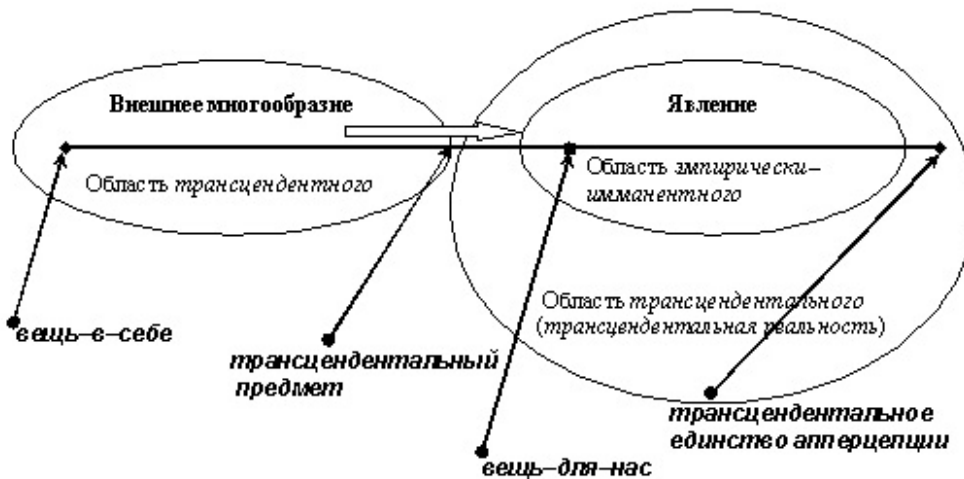 Внешнее многообразие
Явление
Область трансцендентного
Область эмпирически–
имманентного
Область трансцендентального
(трансцендентальная реальность)
вещь–в–себе
трансцендентальный
предмет
трансцендентальное
единство апперцепции
вещь–для–нас